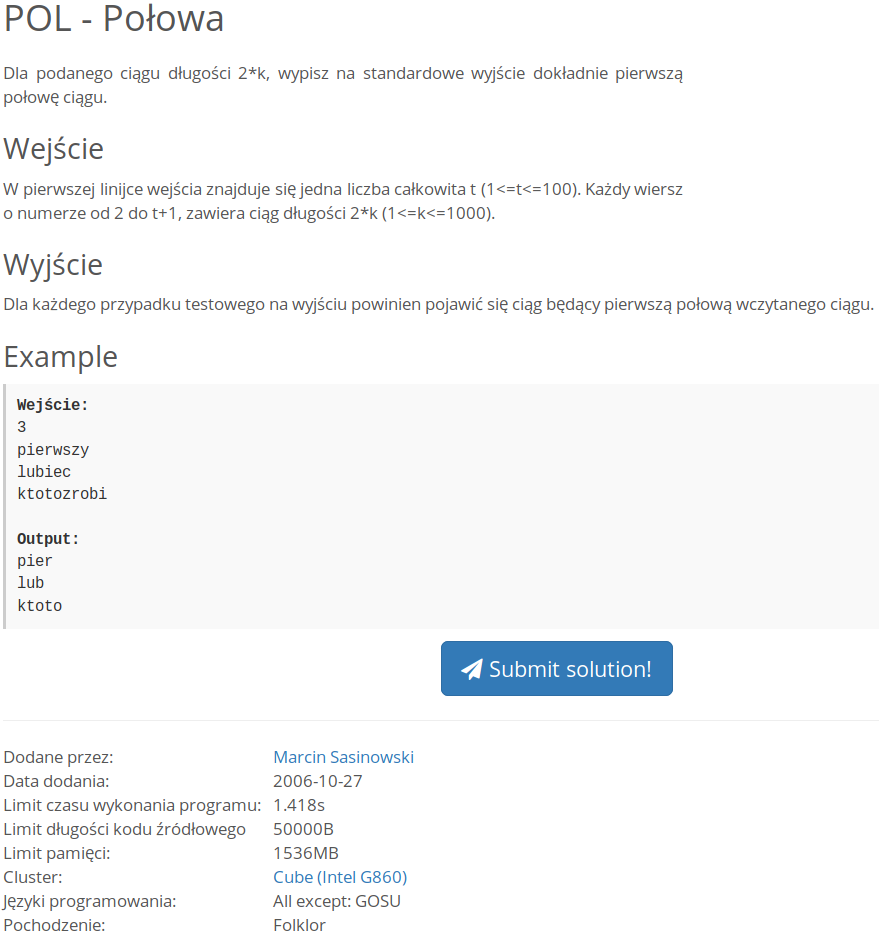 POL - Połowa
Dla podanego ciągu długości 2*k, wypisz na standardowe wyjście dokładnie pierwszą
połowę ciągu.
Wejście
W pierwszej linijce wejścia znajduje się jedna liczba całkowita t (1<=t<=100). Każdy wiersz
o numerze od 2 do t+1, zawiera ciąg długości 2*k (1<=k<=1000).
Wyjście
Dla każdego przypadku testowego na wyjściu powinien pojawić się ciąg będący pierwszą połową wczytanego ciągu.
Example
Wejście:
3
pierwszy
lubiec
ktotozrobi
Output:
pier
lub
ktoto
Submit solution!
Dodane przez: Marcin Sasinowski
Data dodania: 2006-10-27
Limit czasu wykonania programu: 1.418s
Limit długości kodu źródłowego 50000B
Limit pamięci: 1536MB
Cluster: Cube (Intel G860)
Języki programowania: All except: GOSU
Pochodzenie: Folklor